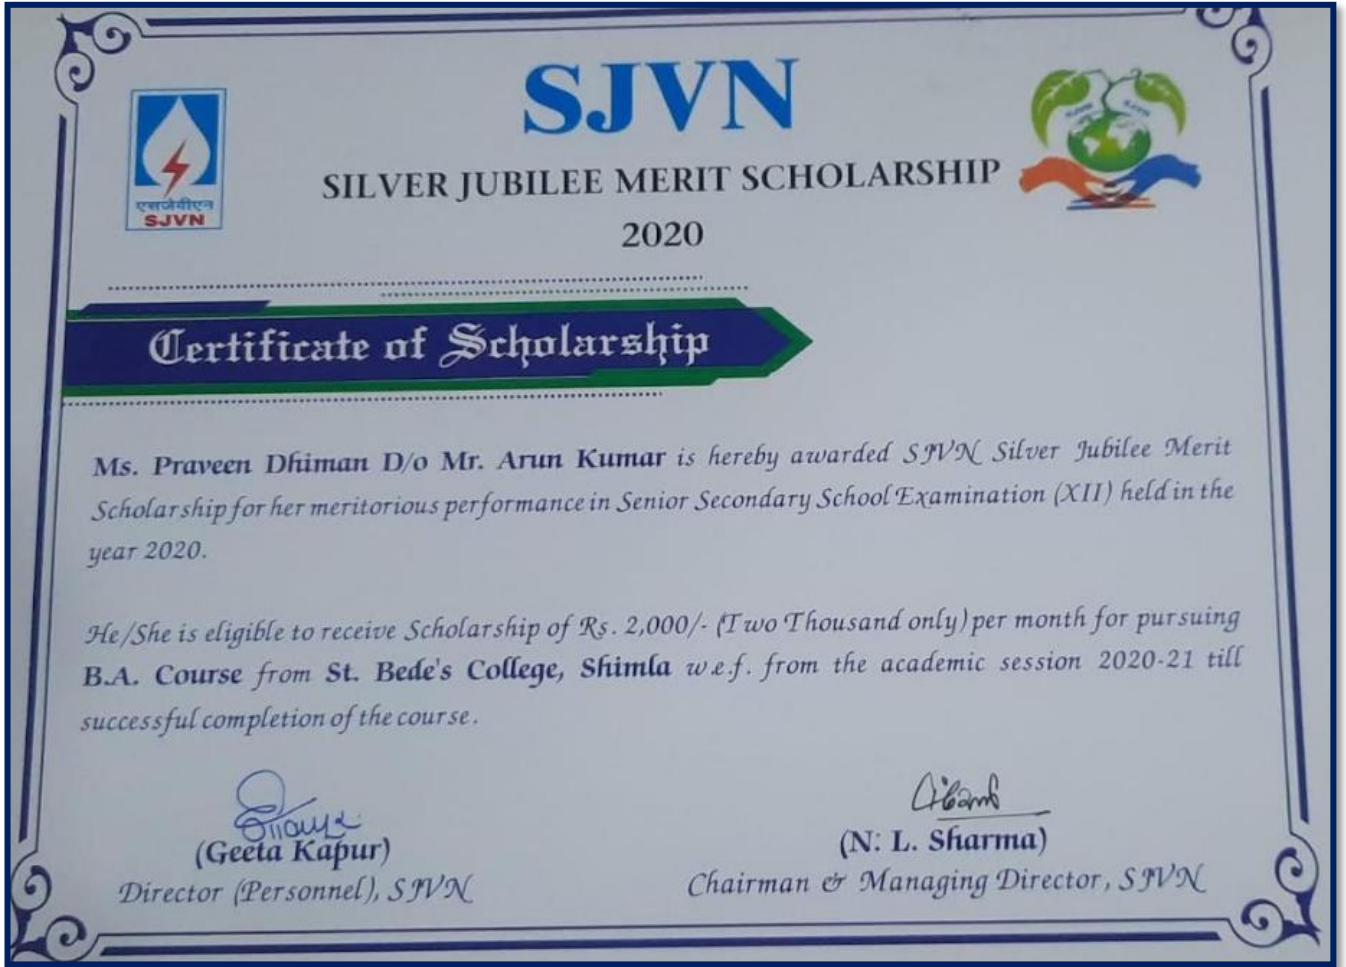 SJVN
SILVER JUBILEE MERIT SCHOLARSHIP
2020
एसजेवीएन
SJVN
Certificate of Scholarship
Ms. Praveen Dhiman D/o Mr. Arun Kumar is hereby awarded SJVN Silver Jubilee Merit
Scholarship for her meritorious performance in Senior Secondary School Examination (XII) held in the
year 2020.
He/She is eligible to receive Scholarship of Rs. 2,000/- (Two Thousand only) per month for pursuing
B.A. Course from St. Bede's College, Shimla w.e.f. from the academic session 2020-21 till
successful completion of the course.
(Geeta Kapur)
Director (Personnel), SJVN
(N. L. Sharma)
Chairman & Managing Director, SJVN